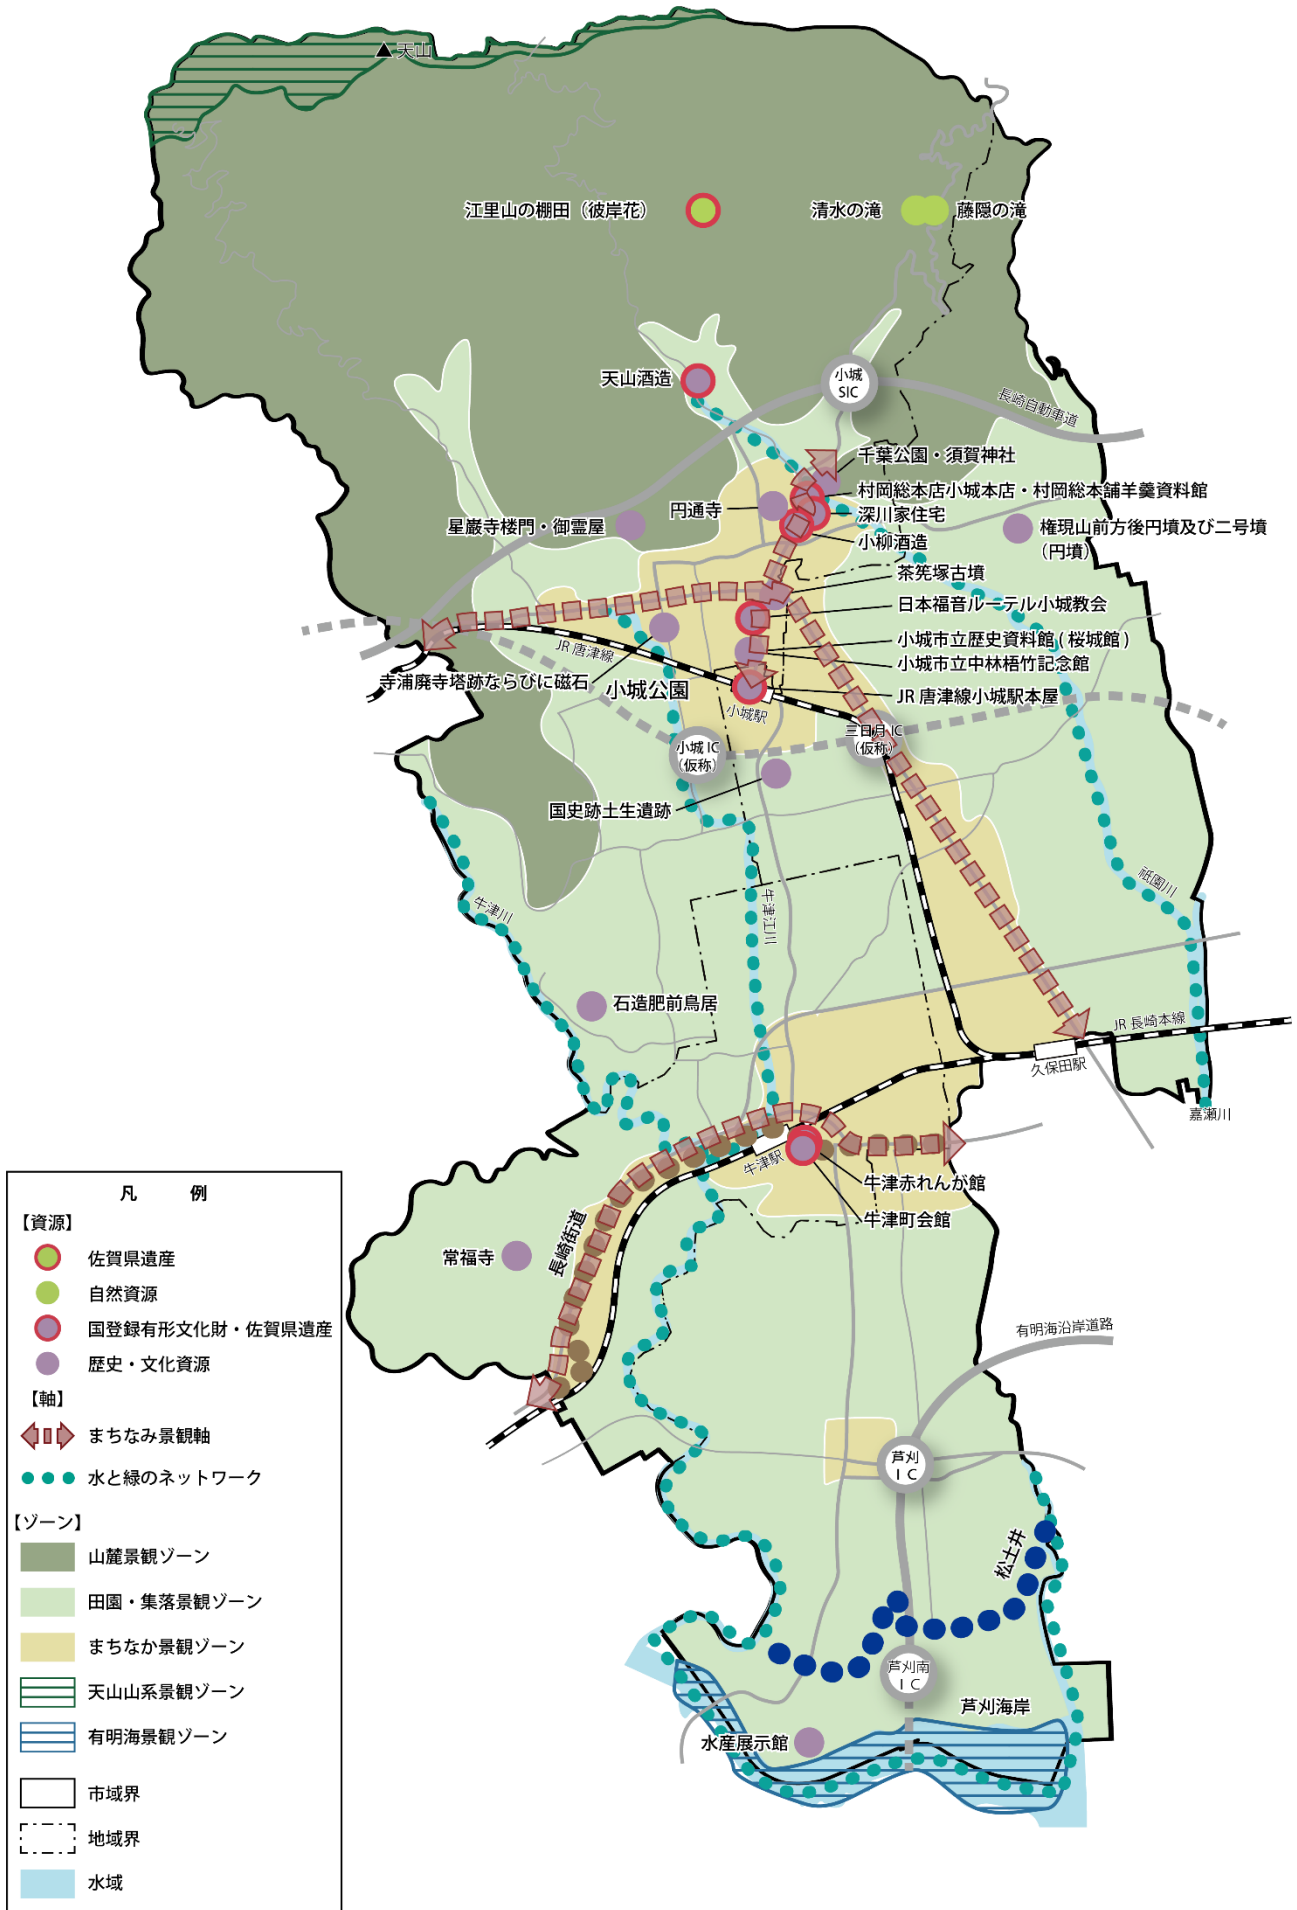 ▲天山
江里山の棚田（彼岸花）
清水の滝
藤隠の滝
天山酒造
小城
SIC
長崎自動車道
千葉公園・須賀神社
村岡総本店小城本店・村岡総本舗羊羹資料館
円通寺
深川家住宅
星巌寺楼門・御霊屋
権現山前方後円墳及び二号墳
（円墳）
小柳酒造
茶筅塚古墳
日本福音ルーテル小城教会
小城市立歴史資料館(桜城館)
JR 唐津線
小城市立中林梧竹記念館
寺浦廃寺塔跡ならびに磁石
小城公園
JR 唐津線小城駅本屋
小城駅
三日月 IC
（仮称）
小城 IC
（仮称）
国史跡土生遺跡
祇園川
牛津川
牛津江川
石造肥前鳥居
JR 長崎本線
久保田駅
嘉瀬川
牛津駅
牛津赤れんが館
牛津町会館
長崎街道
常福寺
有明海沿岸道路
芦刈
ＩＣ
松土井
芦刈南
ＩＣ
芦刈海岸
水産展示館
凡　例
【資源】
佐賀県遺産
自然資源
国登録有形文化財・佐賀県遺産
歴史・文化資源
【軸】
まちなみ景観軸
水と緑のネットワーク
【ゾーン】
山麓景観ゾーン
田園・集落景観ゾーン
まちなか景観ゾーン
天山山系景観ゾーン
有明海景観ゾーン
市域界
地域界
水域